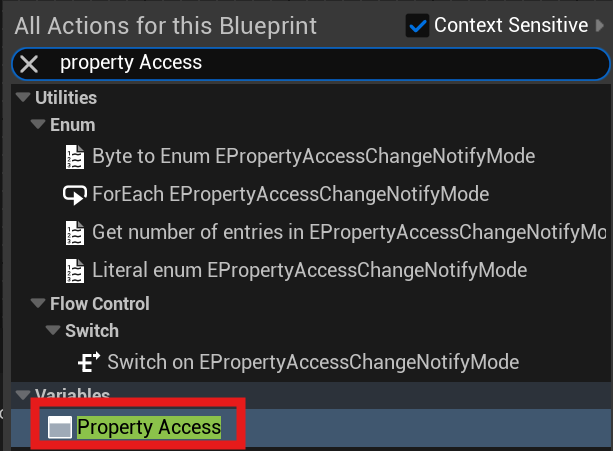 All Actions for this Blueprint Context Sensitive
property Access
Utilities
Enum
Byte to Enum EPropertyAccessChangeNotifyMode
ForEach EPropertyAccessChangeNotifyMode
Get number of entries in EPropertyAccessChangeNotifyMo
Literal enum EPropertyAccessChangeNotifyMode
Flow Control
Switch
Switch on EPropertyAccessChangeNotifyMode
Variables
Property Access